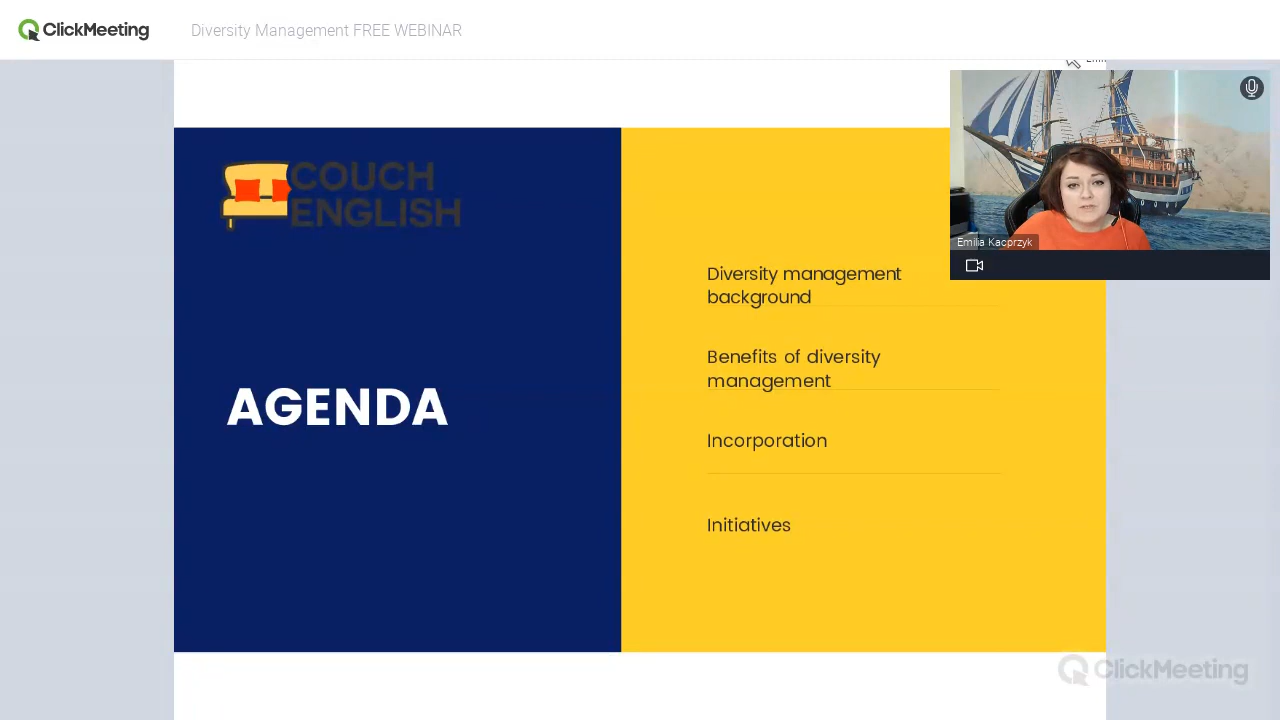 ClickMeeting
Diversity Management FREE WEBINAR
COUCH
ENGLISH
AGENDA
Emilia Kacprzyk
Diversity management
background
Benefits of diversity
management
Incorporation
Initiatives
ClickMeeting